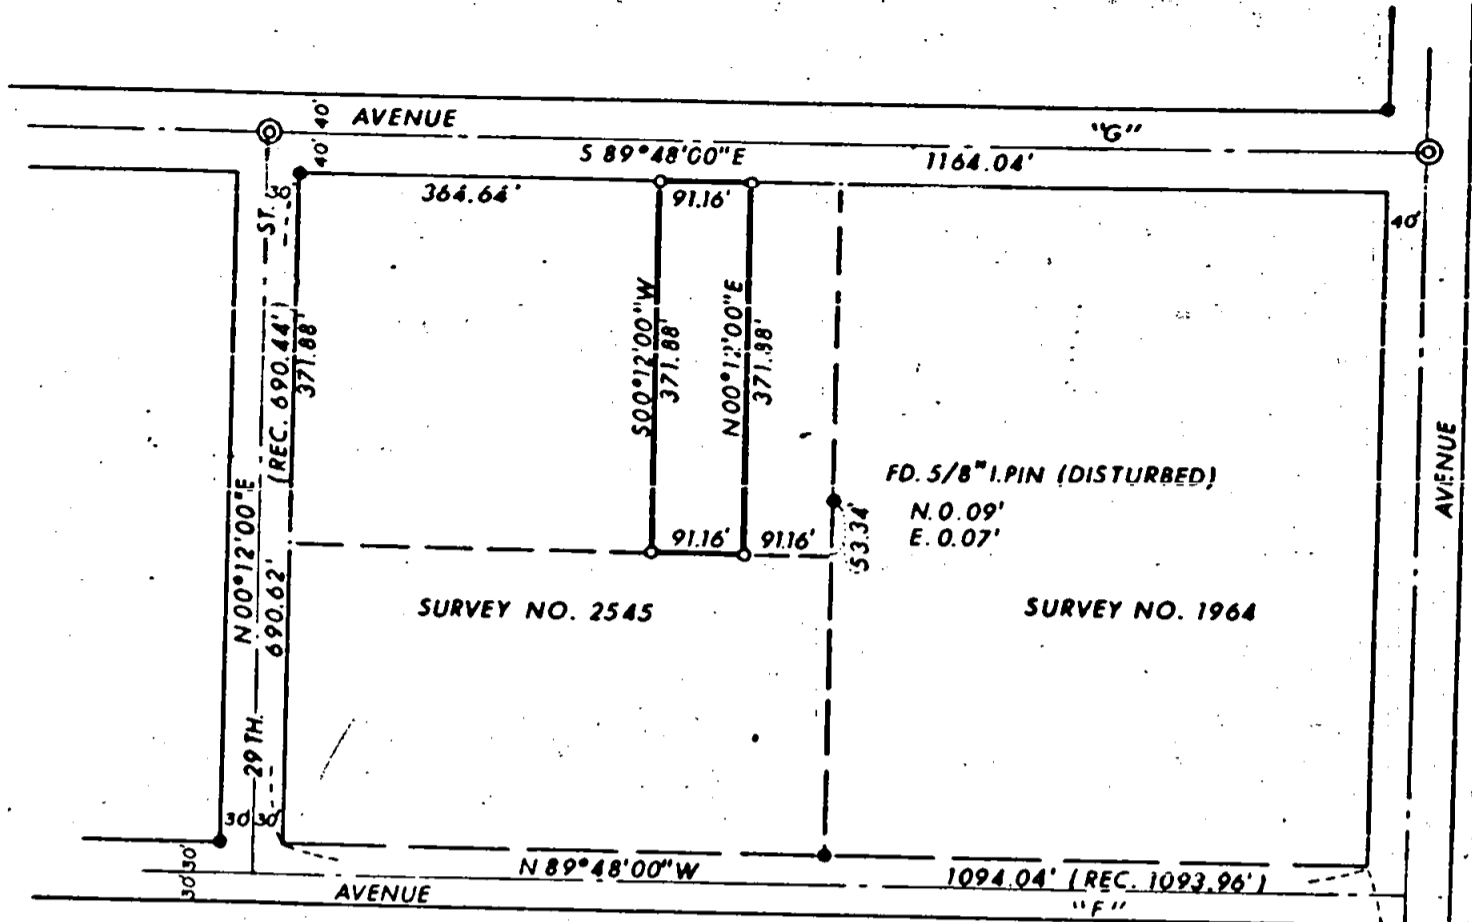 40'
AVENUE
"G"
40'
S 89°48'00"E
1164.04'
30'
364.64'
91.16'
ST.
40'
S00°12'00"W
371.88'
N00°12'00"E
371.88'
(REC. 690.44')
371.88'
AVENUE
FD. 5/8" I.PIN (DISTURBED)
N. 0.09'
E. 0.07'
53.34'
91.16'
91.16'
N 00°12'00"E
690.62'
SURVEY NO. 2545
SURVEY NO. 1964
29 TH.
30'
30'
30'
30'
N 89°48'00"W
1094.04' (REC. 1093.96')
AVENUE
"F"